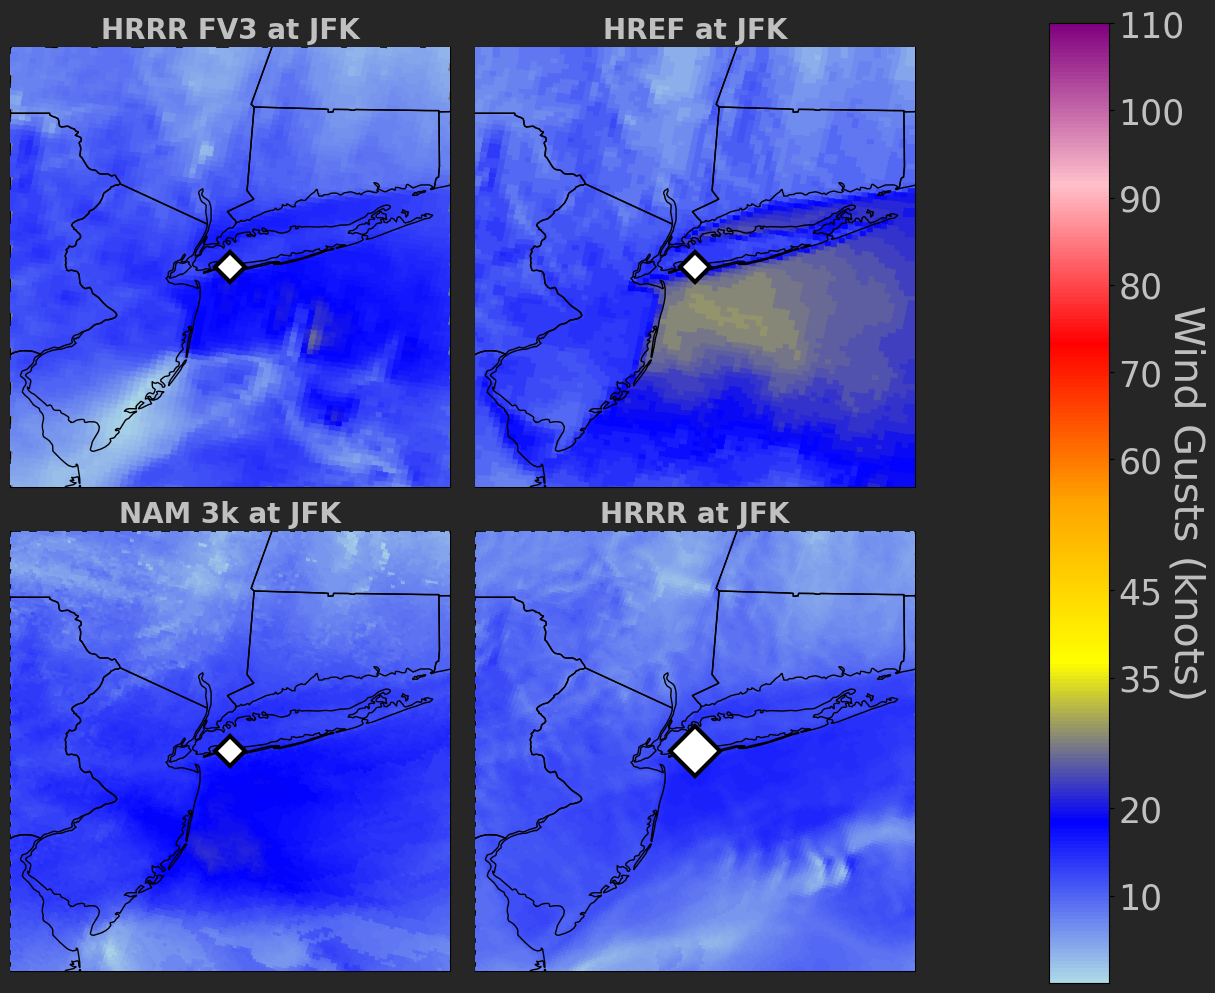 HRRR FV3 at JFK
HREF at JFK
NAM 3k at JFK
HRRR at JFK
110
100
90
80
70
60
45
35
20
10
Wind Gusts (knots)